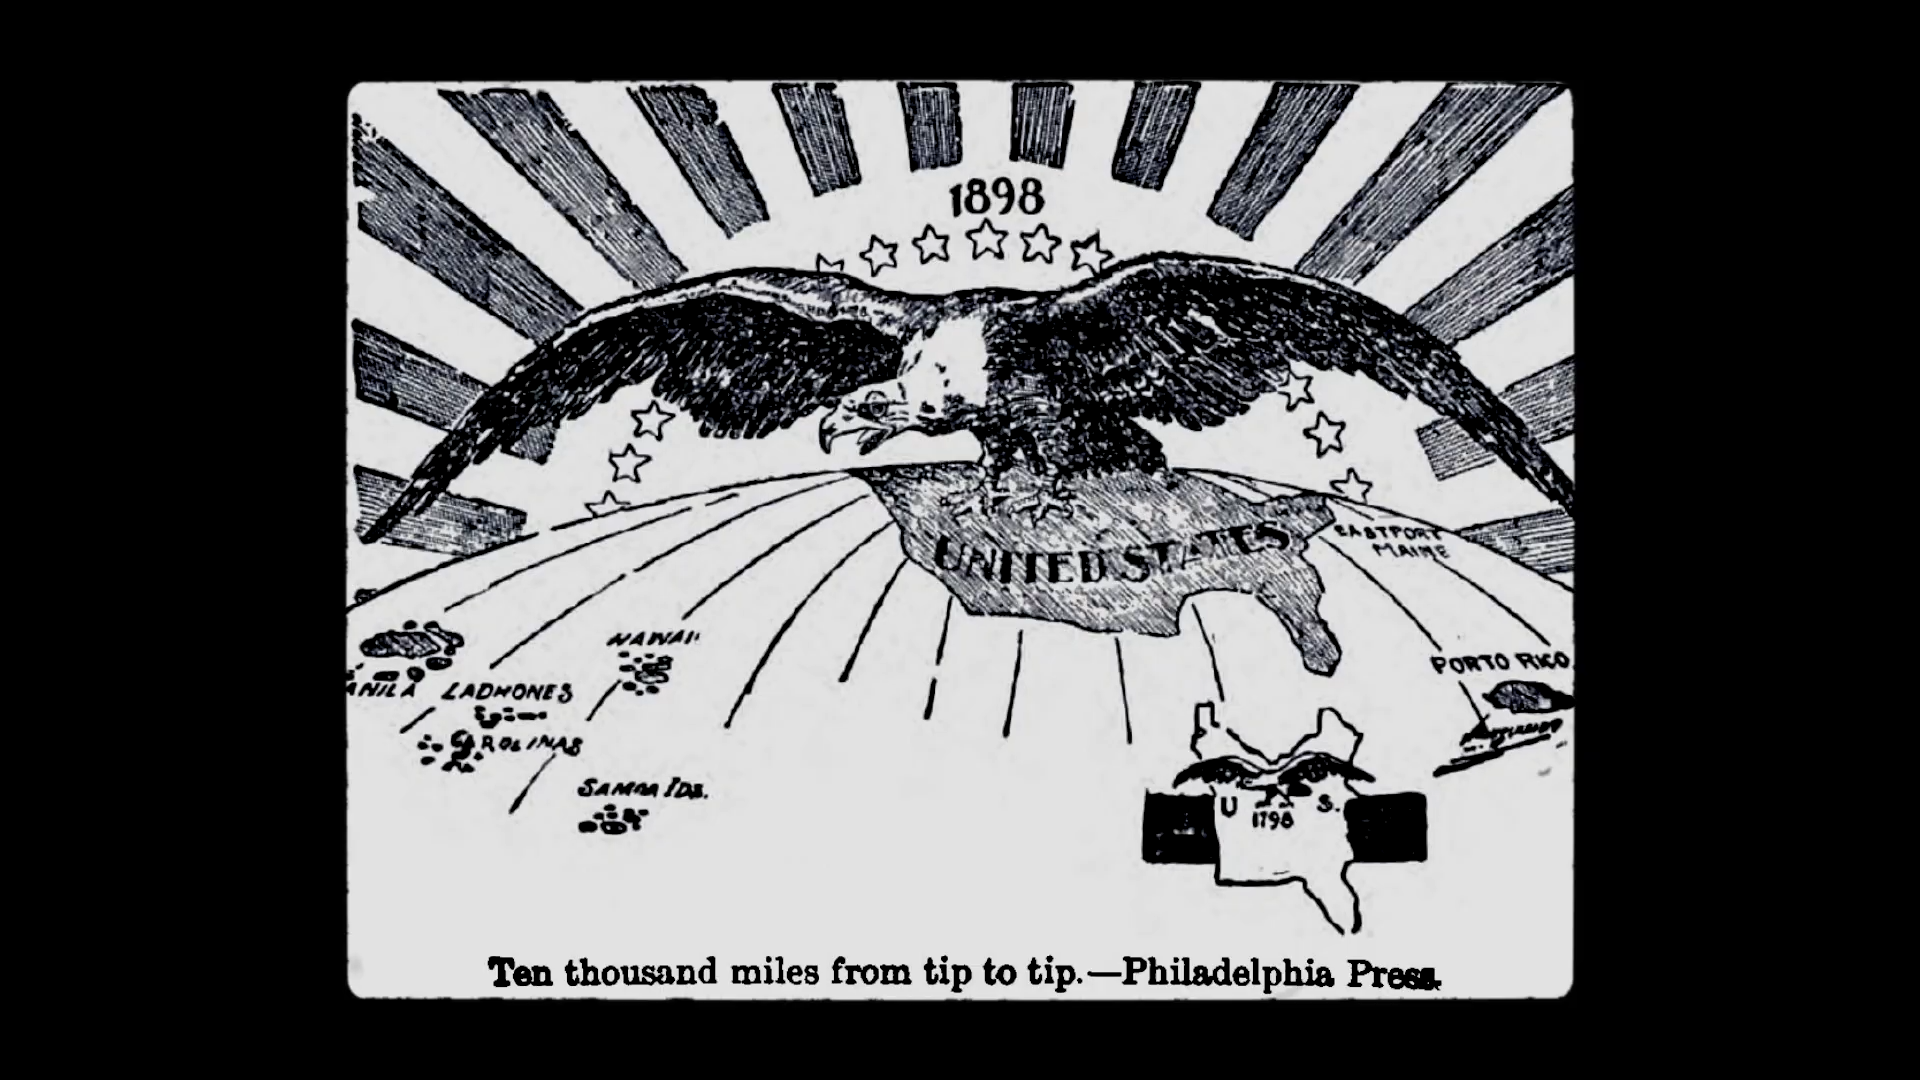 1898
UNITED STATES
EASTPORT
MAINE
HAWAII
PORTO RICO
ANILA
LADRONES
CAROLINAS
SAMOA IDS.
U S.
1798
Ten thousand miles from tip to tip.—Philadelphia Press.